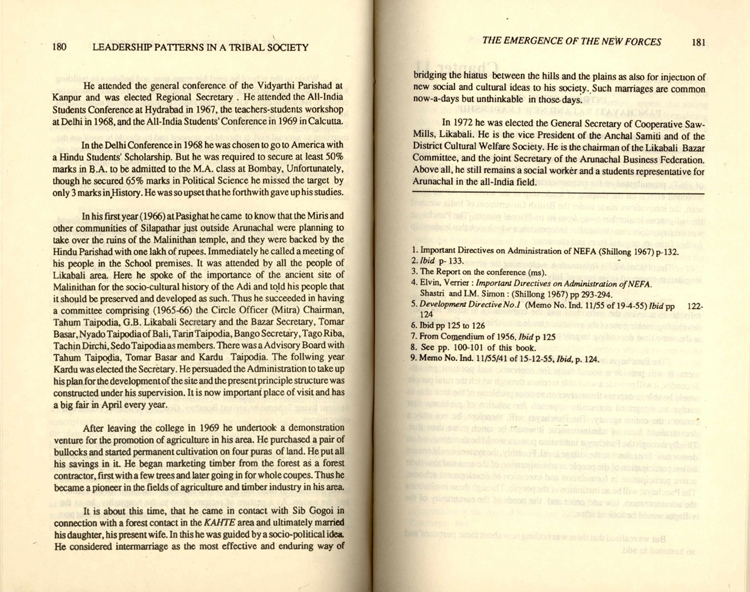 180 LEADERSHIP PATTERNS IN A TRIBAL SOCIETY
He attended the general conference of the Vidyarthi Parishad at
Kanpur and was elected Regional Secretary . He attended the All-India
Students Conference at Hydrabad in 1967, the teachers-students workshop
at Delhi in 1968, and the All-India Students' Conference in 1969 in Calcutta.
In the Delhi Conference in 1968 he was chosen to go to America with
a Hindu Students' Scholarship. But he was required to secure at least 50%
marks in B.A. to be admitted to the M.A. class at Bombay, Unfortunately,
though he secured 65% marks in Political Science he missed the target by
only 3 marks in History. He was so upset that he forthwith gave up his studies.
In his first year (1966) at Pasighat he came to know that the Miris and
other communities of Silapathar just outside Arunachal were planning to
take over the ruins of the Malinithan temple, and they were backed by the
Hindu Parishad with one lakh of rupees. Immediately he called a meeting of
his people in the School premises. It was attended by all the people of
Likabali area. Here he spoke of the importance of the ancient site of
Malinithan for the socio-cultural history of the Adi and told his people that
it should be preserved and developed as such. Thus he succeeded in having
a committee comprising (1965-66) the Circle Officer (Mitra) Chairman,
Tahum Taipodia, G.B. Likabali Secretary and the Bazar Secretary, Tomar
Basar, Nyado Taipodia of Bali, Tarin Taipodia, Bango Secretary, Tago Riba,
Tachin Dirchi, Sedo Taipodia as members. There was a Advisory Board with
Tahum Taipodia, Tomar Basar and Kardu Taipodia. The follwing year
Kardu was elected the Secretary. He persuaded the Administration to take up
his plan for the development of the site and the present principle structure was
constructed under his supervision. It is now important place of visit and has
a big fair in April every year.
After leaving the college in 1969 he undertook a demonstration
venture for the promotion of agriculture in his area. He purchased a pair of
bullocks and started permanent cultivation on four puras of land. He put all
his savings in it. He began marketing timber from the forest as a forest
contractor, first with a few trees and later going in for whole coupes. Thus he
became a pioneer in the fields of agriculture and timber industry in his area.
It is about this time, that he came in contact with Sib Gogoi in
connection with a forest contact in the KAHTE area and ultimately married
his daughter, his present wife. In this he was guided by a socio-political idea.
He considered intermarriage as the most effective and enduring way of
THE EMERGENCE OF THE NEW FORCES 181
bridging the hiatus between the hills and the plains as also for injection of
new social and cultural ideas to his society. Such marriages are common
now-a-days but unthinkable in those days.
In 1972 he was elected the General Secretary of Cooperative Saw-
Mills, Likabali. He is the vice President of the Anchal Samiti and of the
District Cultural Welfare Society. He is the chairman of the Likabali Bazar
Committee, and the joint Secretary of the Arunachal Business Federation.
Above all, he still remains a social worker and a students representative for
Arunachal in the all-India field.
1. Important Directives on Administration of NEFA (Shillong 1967) p-132.
2. Ibid p- 133.
3. The Report on the conference (ms).
4. Elvin, Verrier : Important Directives on Administration of NEFA.
Shastri and I.M. Simon : (Shillong 1967) pp 293-294.
5. Development Directive No.1 (Memo No. Ind. 11/55 of 19-4-55) Ibid pp 122-
124
6. Ibid pp 125 to 126
7. From Comendium of 1956, Ibid p 125
8. See pp. 100-101 of this book.
9. Memo No. Ind. 11/55/41 of 15-12-55, Ibid, p. 124.